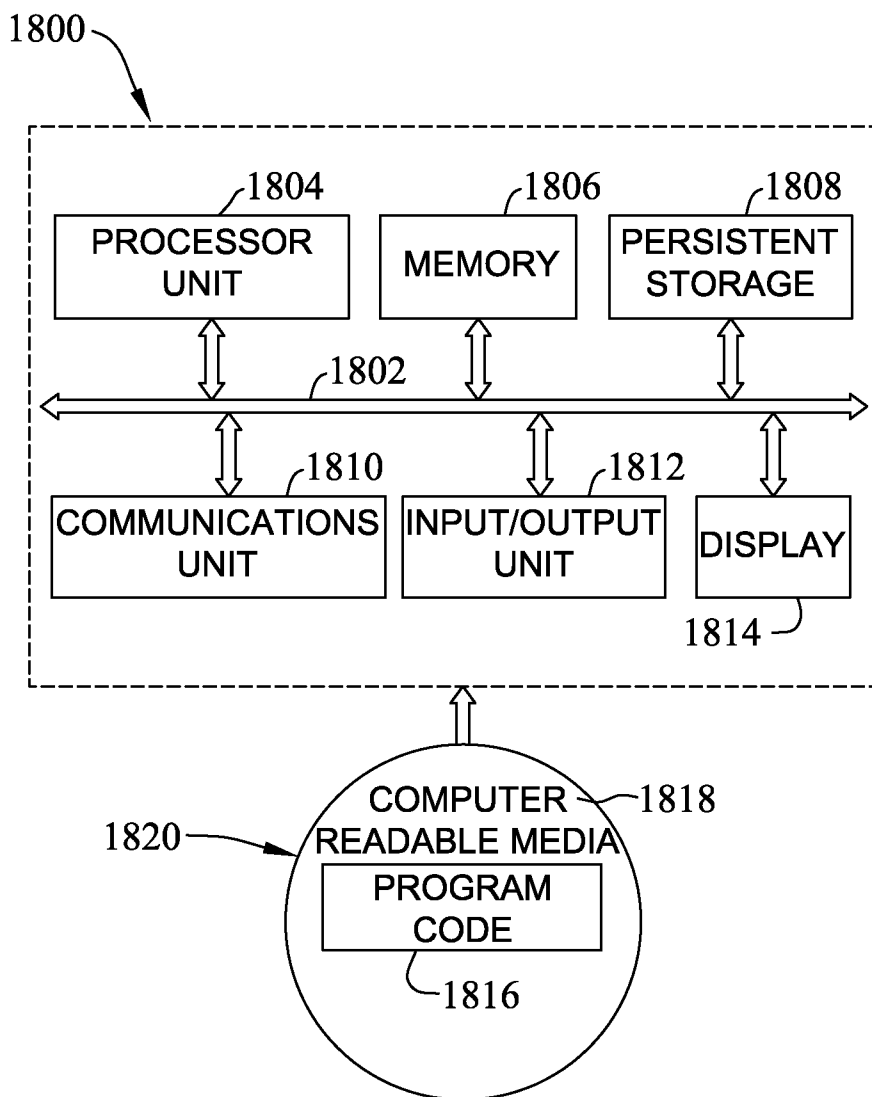 1800
1804
1806
1808
PROCESSOR
UNIT
MEMORY
PERSISTENT
STORAGE
1802
1810
1812
COMMUNICATIONS
UNIT
INPUT/OUTPUT
UNIT
DISPLAY
1814
COMPUTER
1818
READABLE MEDIA
1820
PROGRAM
CODE
1816